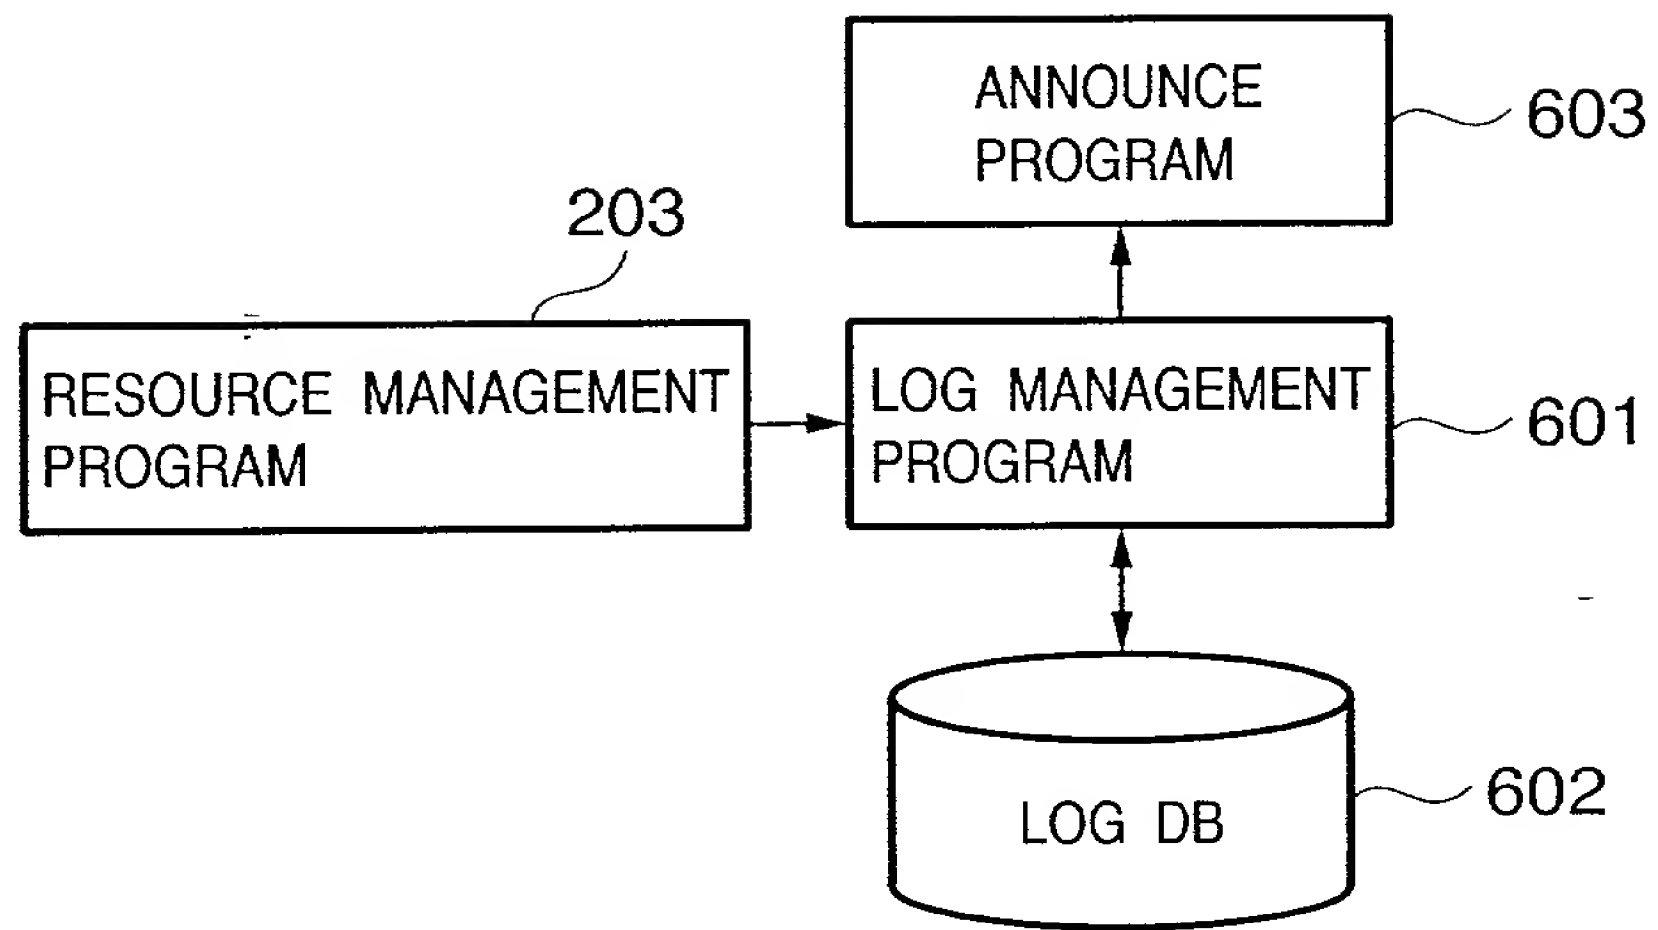 ANNOUNCE
PROGRAM
603
203
RESOURCE MANAGEMENT
PROGRAM
LOG MANAGEMENT
PROGRAM
601
LOG DB
602